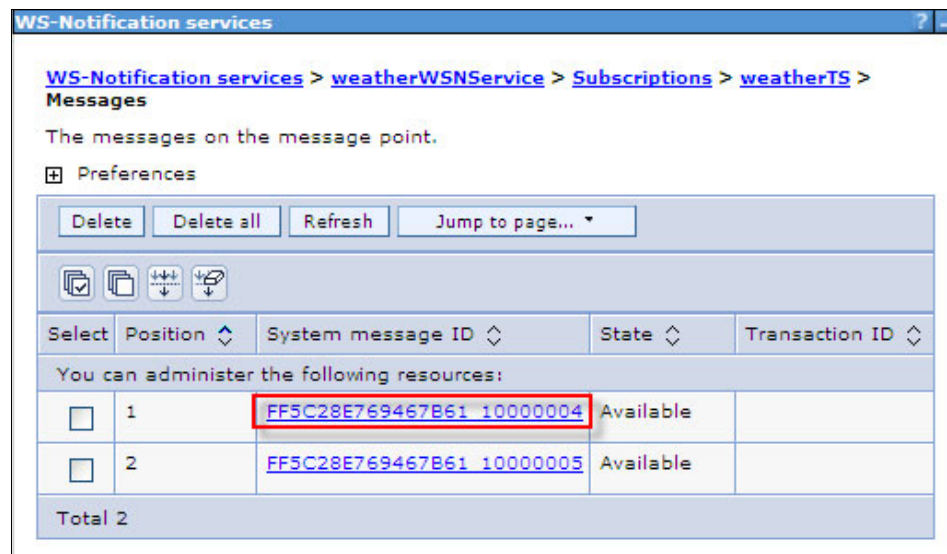 WS-Notification services ? -
WS-Notification services > weatherWSNService > Subscriptions > weatherTS >
Messages
The messages on the message point.
Preferences
Delete Delete all Refresh Jump to page...
Select Position System message ID State Transaction ID
You can administer the following resources:
1 FF5C28E769467B61_10000004 Available
2 FF5C28E769467B61_10000005 Available
Total 2